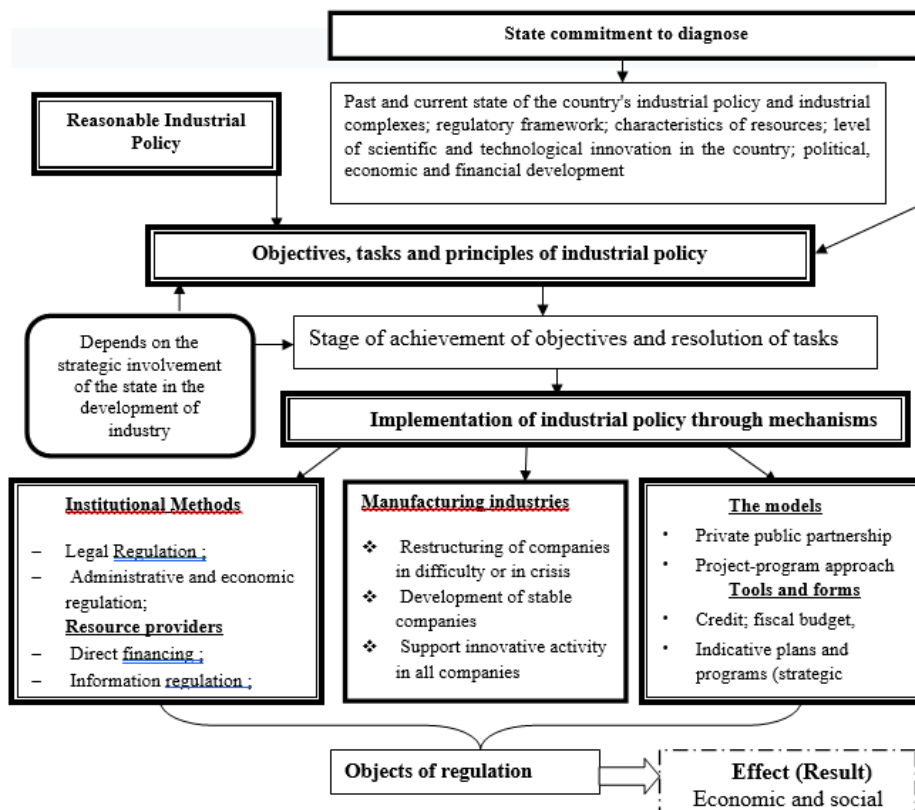 State commitment to diagnose
Past and current state of the country's industrial policy and industrial
complexes; regulatory framework; characteristics of resources; level
of scientific and technological innovation in the country; political,
economic and financial development
Reasonable Industrial
Policy
Objectives, tasks and principles of industrial policy
Depends on the
strategic involvement
of the state in the
development of
industry
Stage of achievement of objectives and resolution of tasks
Implementation of industrial policy through mechanisms
Institutional Methods
– Legal Regulation ;
– Administrative and economic
regulation;
Resource providers
– Direct financing ;
– Information regulation ;
Manufacturing industries
❖ Restructuring of companies
in difficulty or in crisis
❖ Development of stable
companies
❖ Support innovative activity
in all companies
The models
• Private public partnership
• Project-program approach
Tools and forms
• Credit; fiscal budget,
• Indicative plans and
programs (strategic
Objects of regulation
Effect (Result)
Economic and social